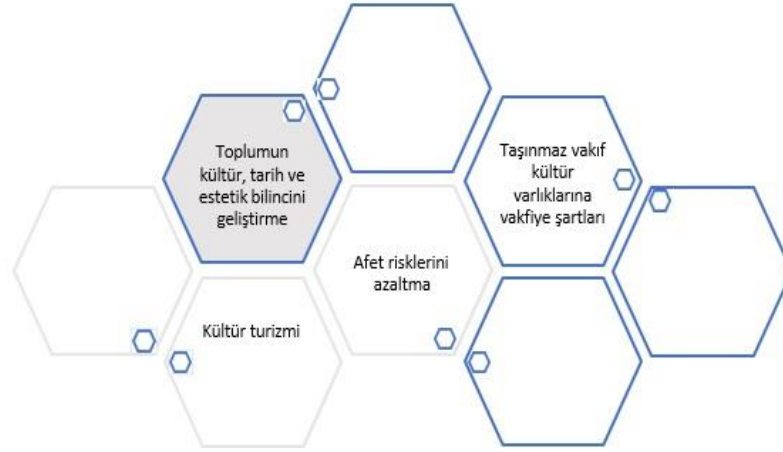 Toplumun
kültür, tarih ve
estetik bilincini
geliştirme
Taşınmaz vakıf
kültür
varlıklarına
vakfiye şartları
Afet risklerini
azaltma
Kültür turizmi